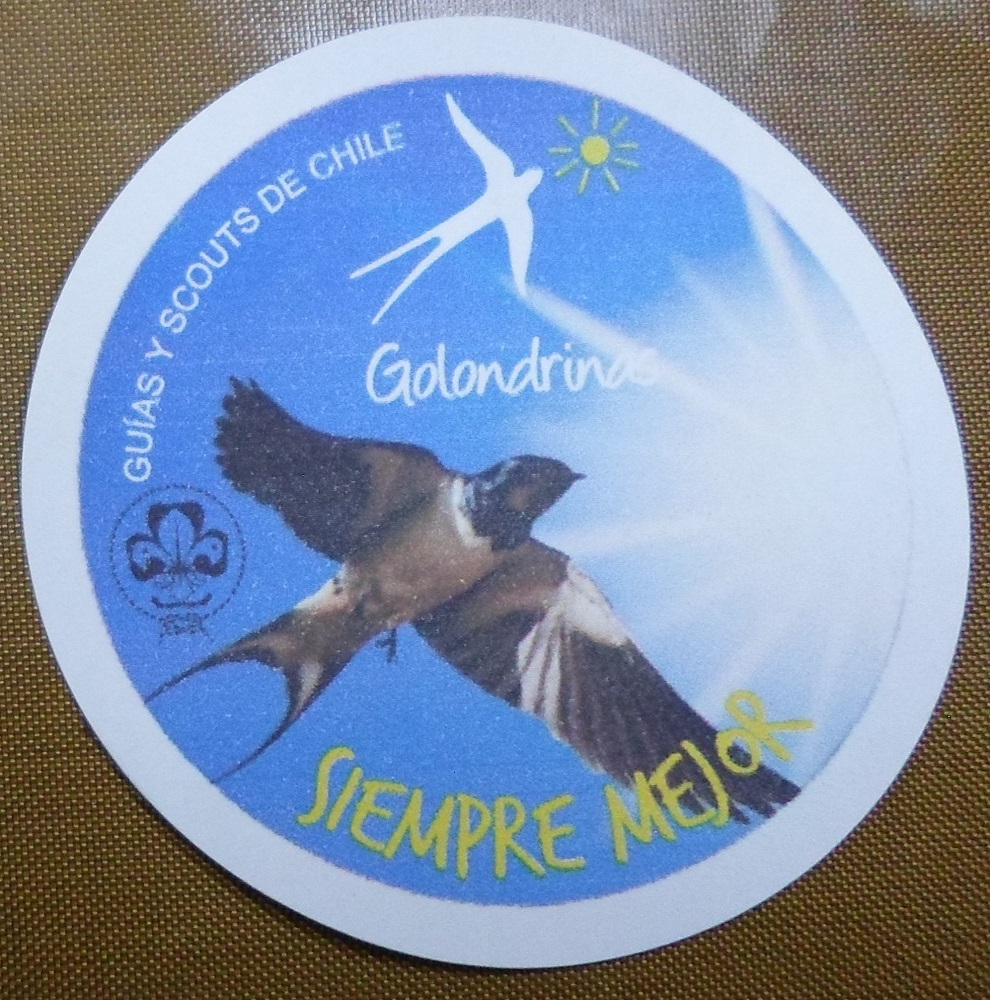 GUÍAS Y SCOUTS DE CHILE
Golondrinas
SIEMPRE MEJOR